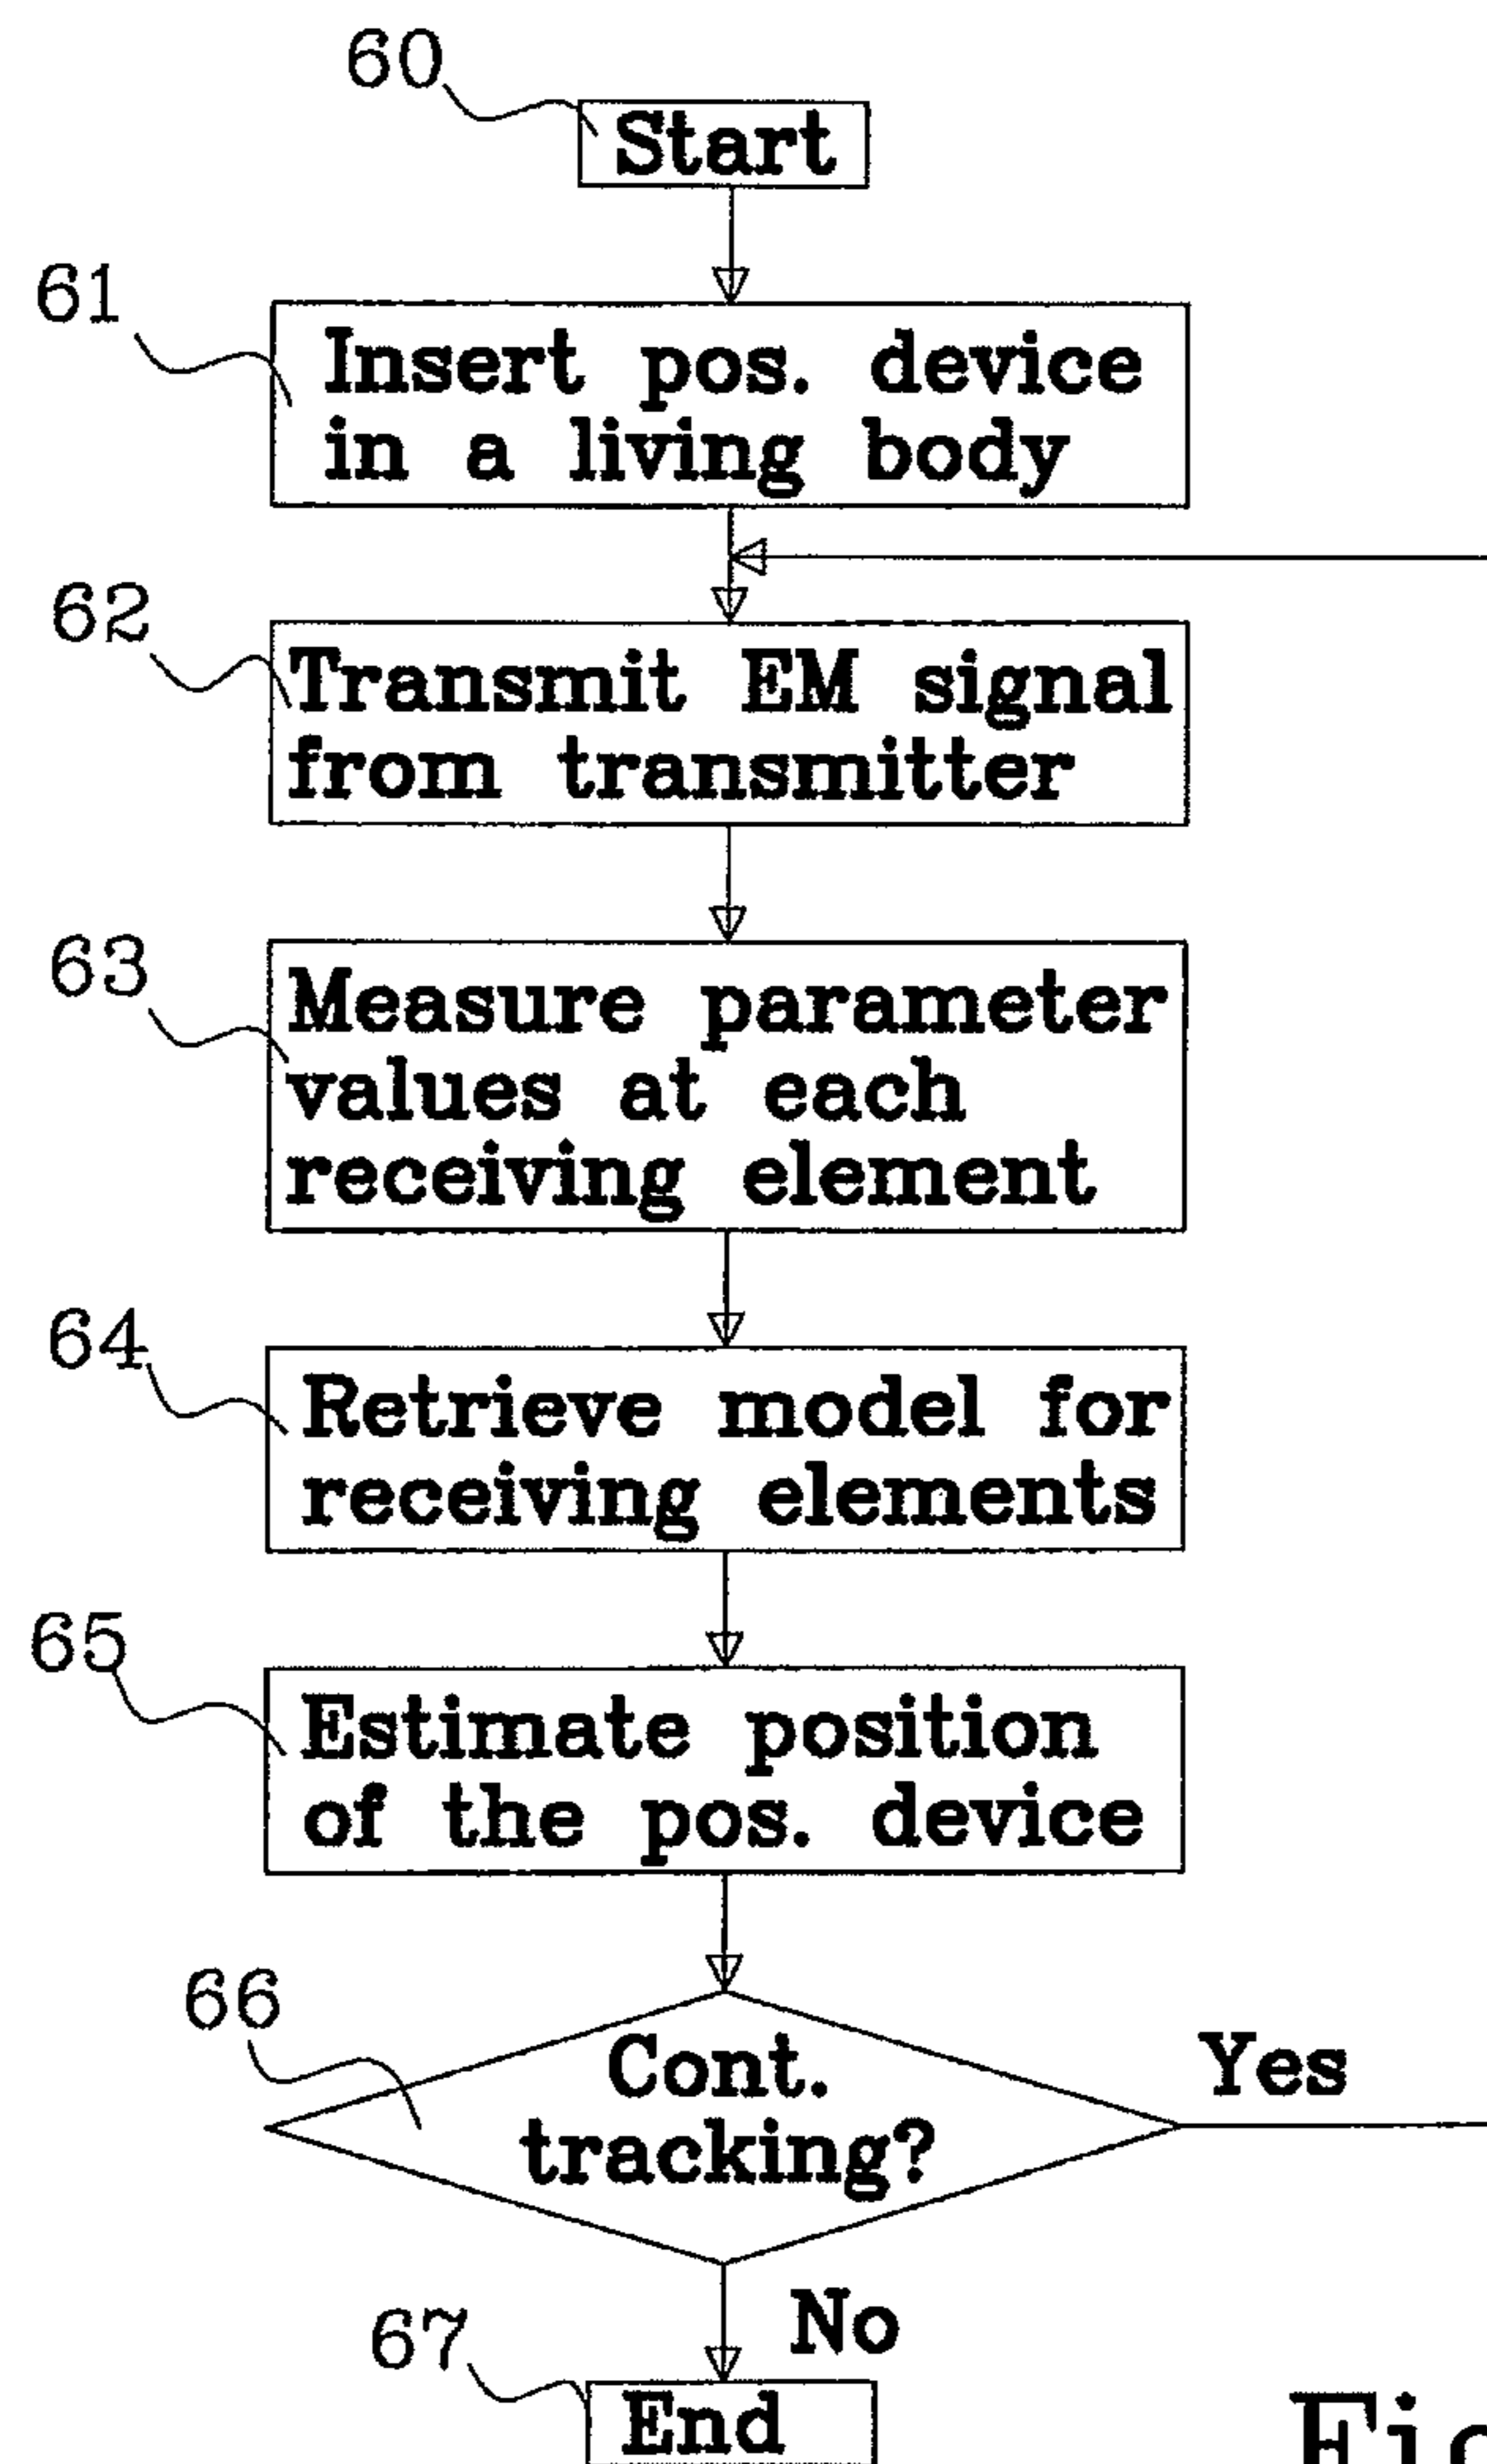 60
Start
61
Insert pos. device
in a living body
62
Transmit EM signal
from transmitter
63
Measure parameter
values at each
receiving element
64
Retrieve model for
receiving elements
65
Estimate position
of the pos. device
66
Cont.
tracking?
Yes
No
67
End